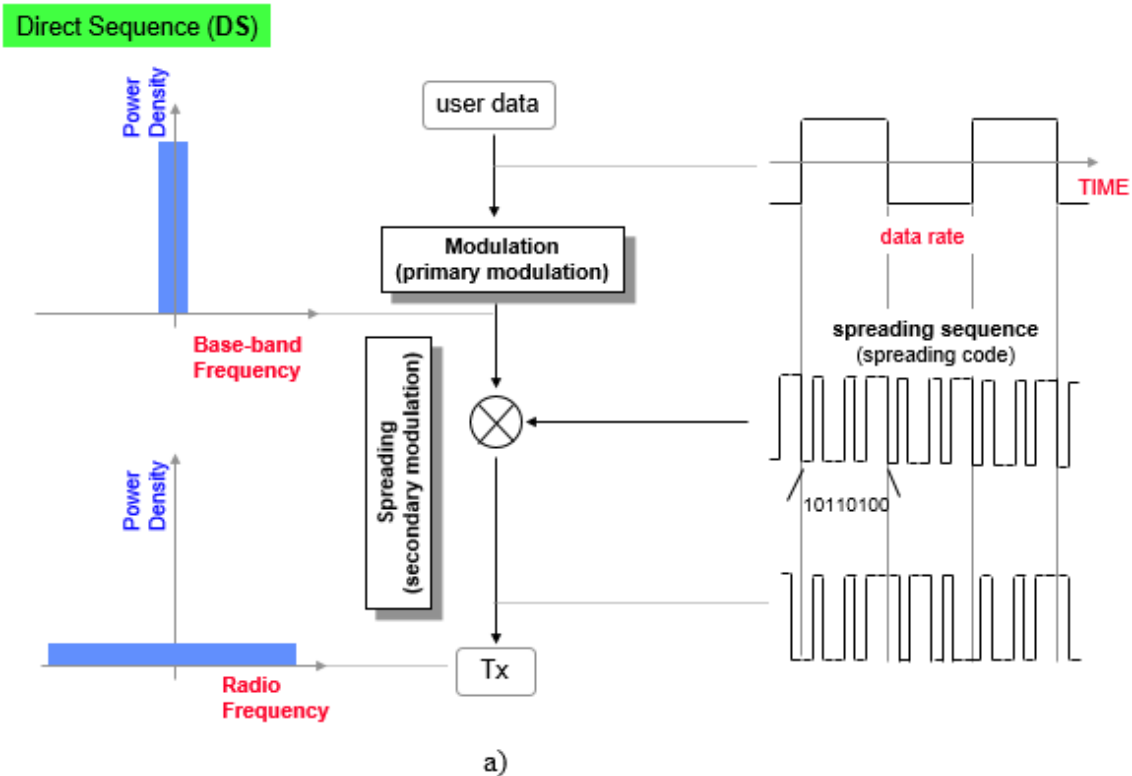 Direct Sequence (DS)
Power
Density
user data
TIME
data rate
Modulation
(primary modulation)
Base-band
Frequency
spreading sequence
(spreading code)
Spreading
(secondary modulation)
10110100
Power
Density
Tx
Radio
Frequency
a)